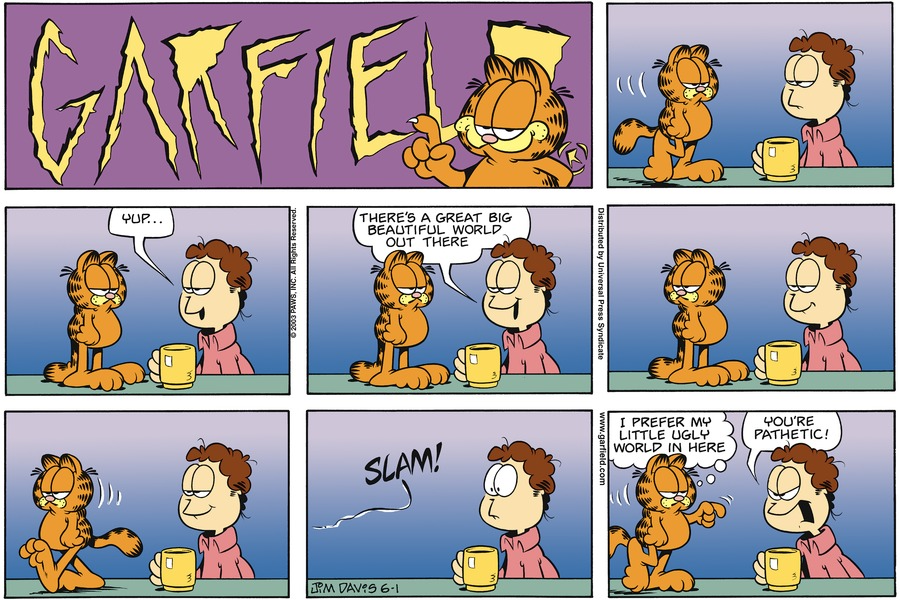 GARFIELD
YUP...
© 2003 PAWS, INC. All Rights Reserved.
THERE'S A GREAT BIG
BEAUTIFUL WORLD
OUT THERE
Distributed by Universal Press Syndicate
SLAM!
JIM DAVIS 6-1
www.garfield.com
I PREFER MY
LITTLE UGLY
WORLD IN HERE
YOU'RE
PATHETIC!